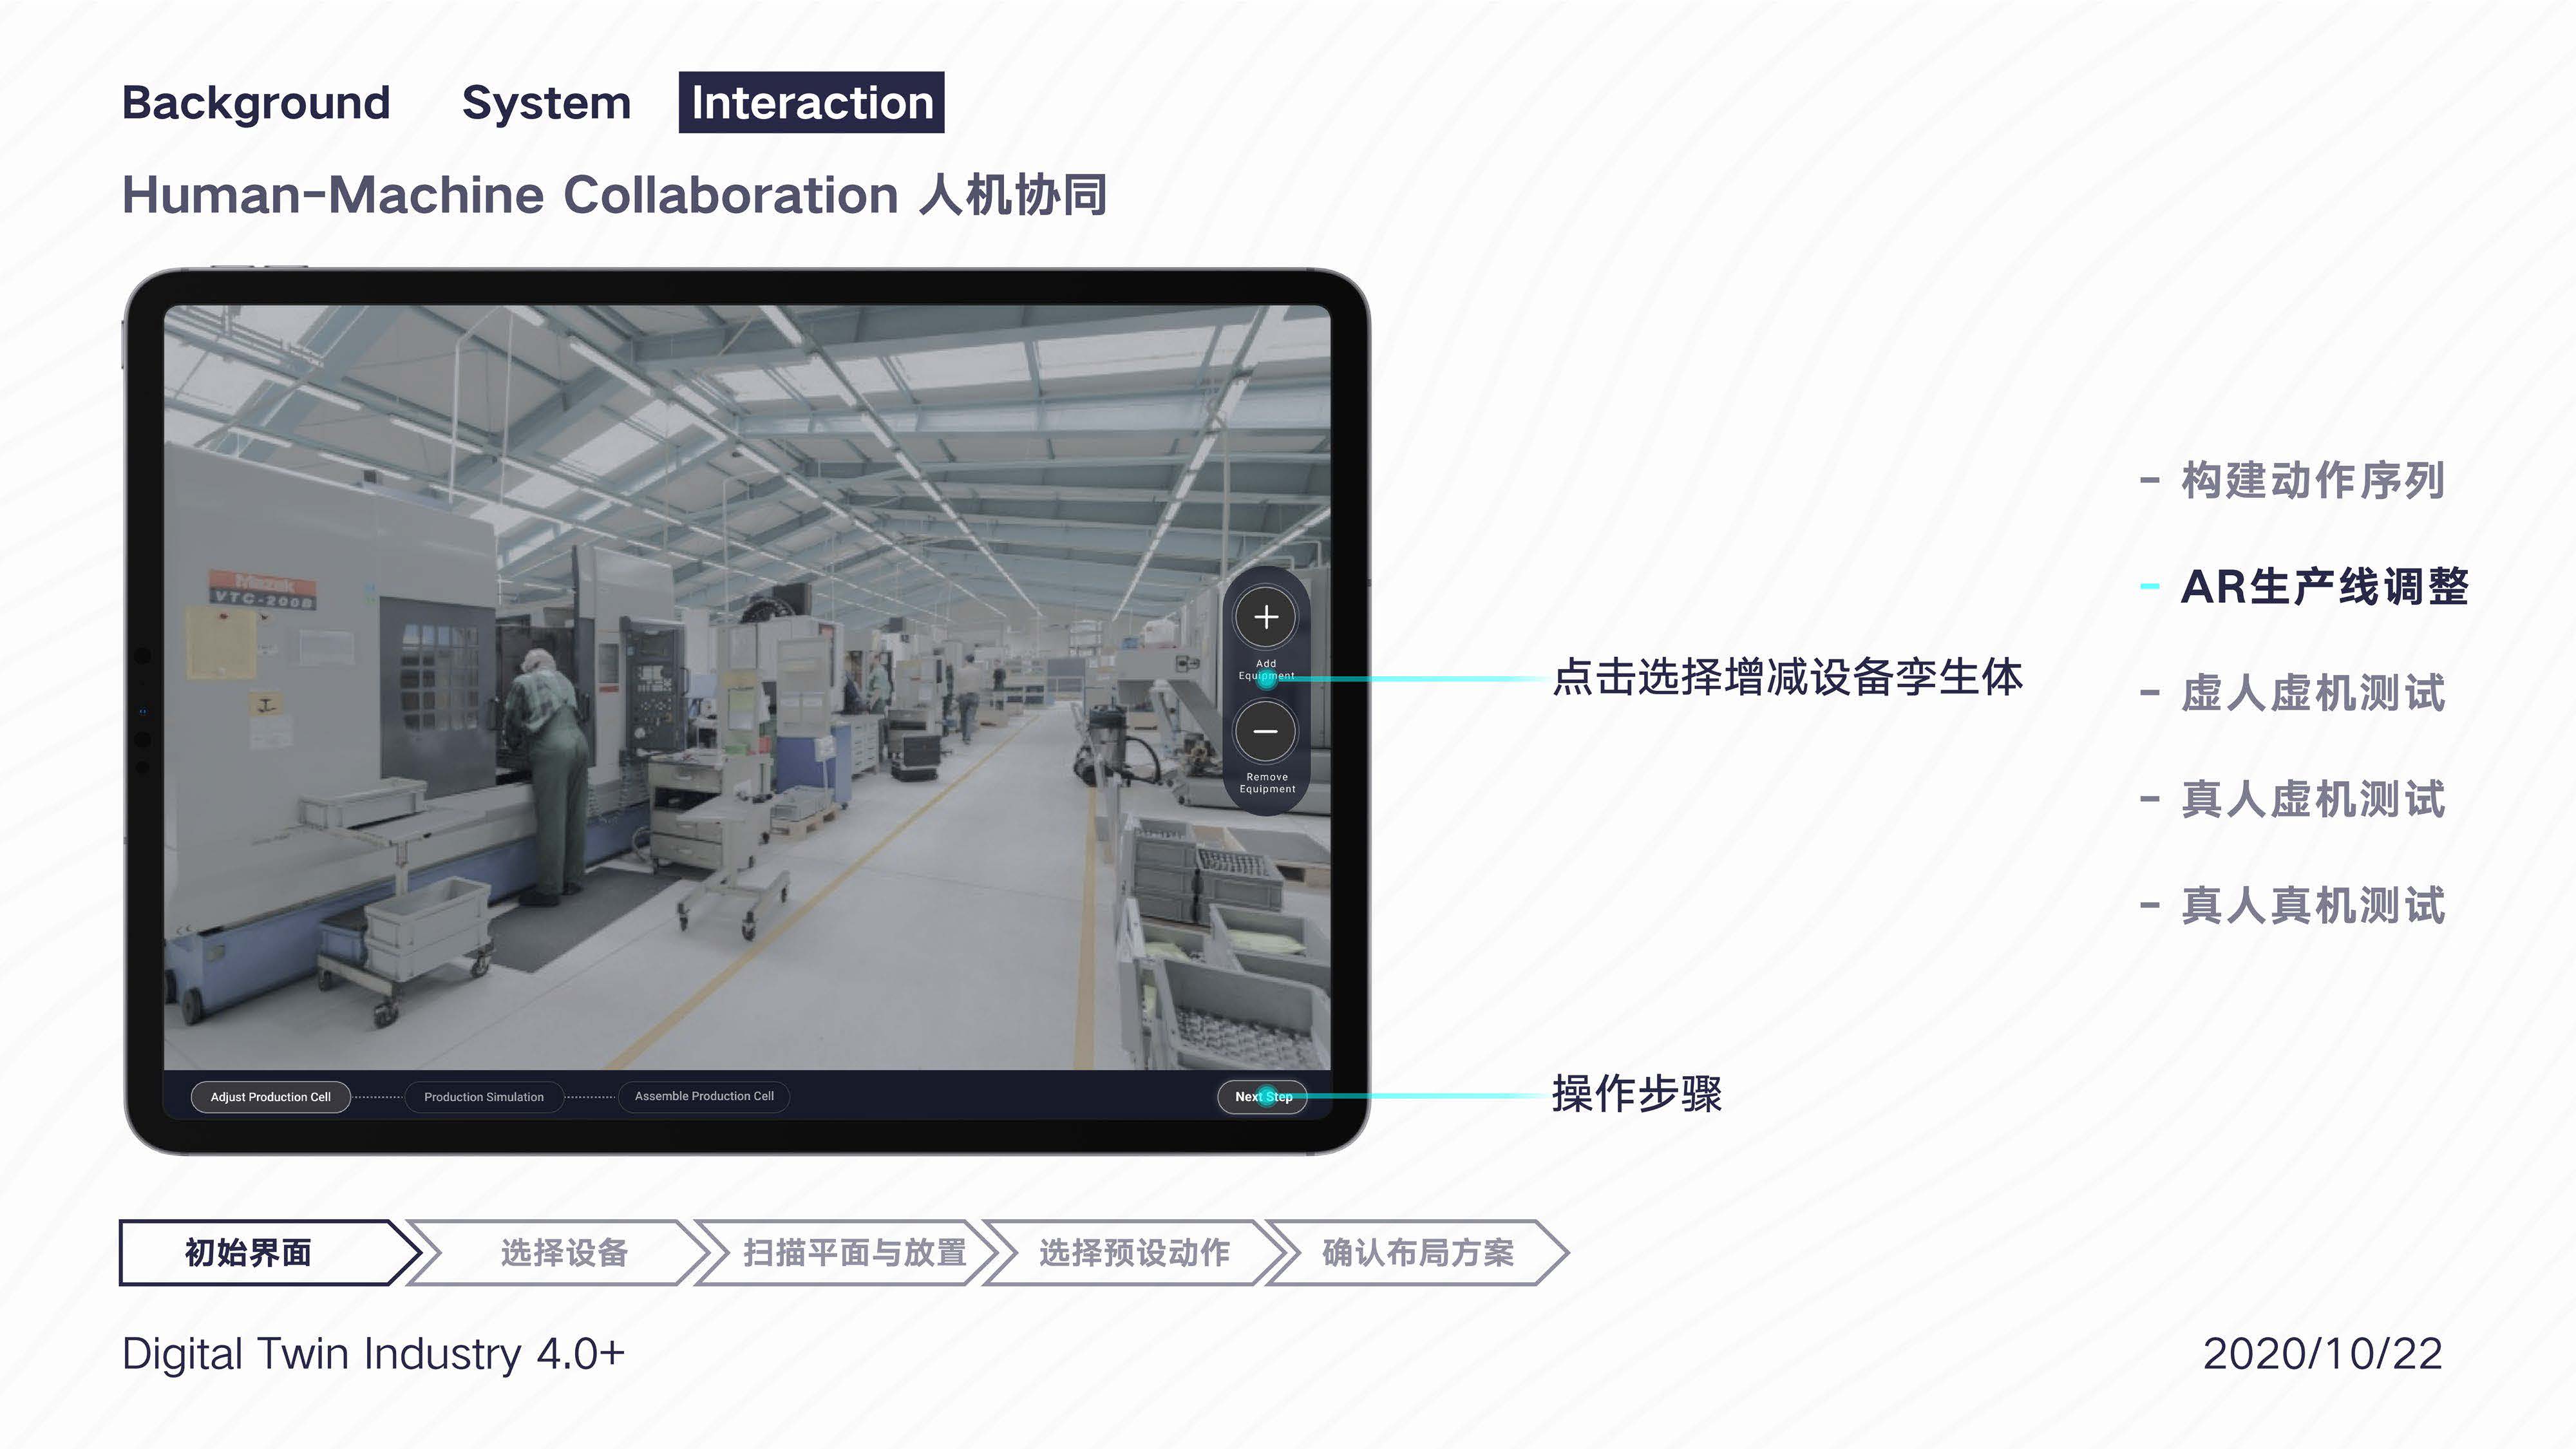 Background System Interaction
Human-Machine Collaboration 人机协同
Mazak
VTC-200B
Add
Equipment
Remove
Equipment
点击选择增减设备孪生体
Adjust Production Cell
Production Simulation
Assemble Production Cell
Next Step
操作步骤
- 构建动作序列
- AR生产线调整
- 虚人虚机测试
- 真人虚机测试
- 真人真机测试
初始界面
选择设备
扫描平面与放置
选择预设动作
确认布局方案
Digital Twin Industry 4.0+
2020/10/22